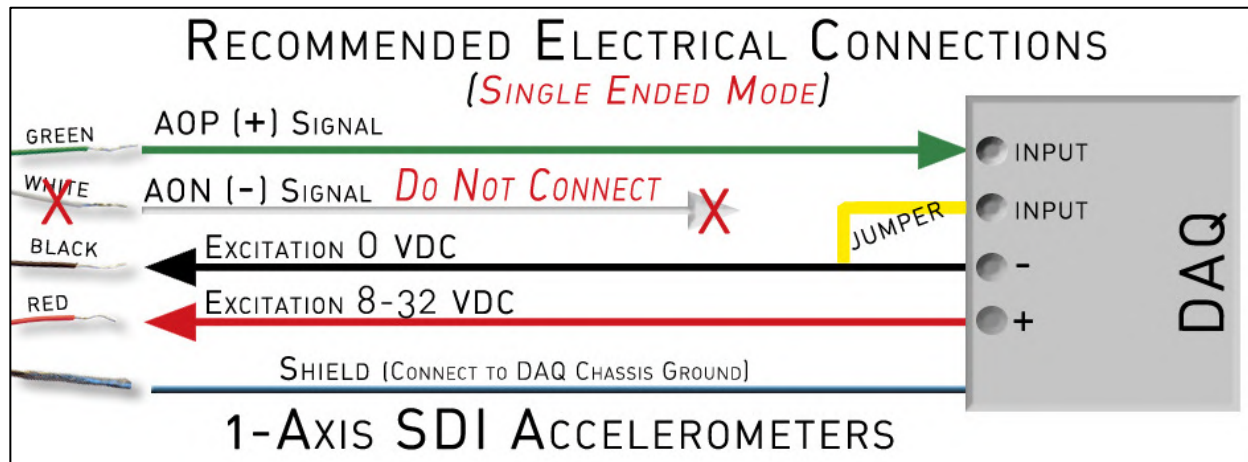 Recommended Electrical Connections
(Single Ended Mode)
GREEN AOP (+) Signal INPUT
WHITE AON (-) Signal Do Not Connect INPUT
JUMPER
BLACK Excitation 0 VDC -
RED Excitation 8-32 VDC +
DAQ
Shield (Connect to DAQ Chassis Ground)
1-Axis SDI Accelerometers